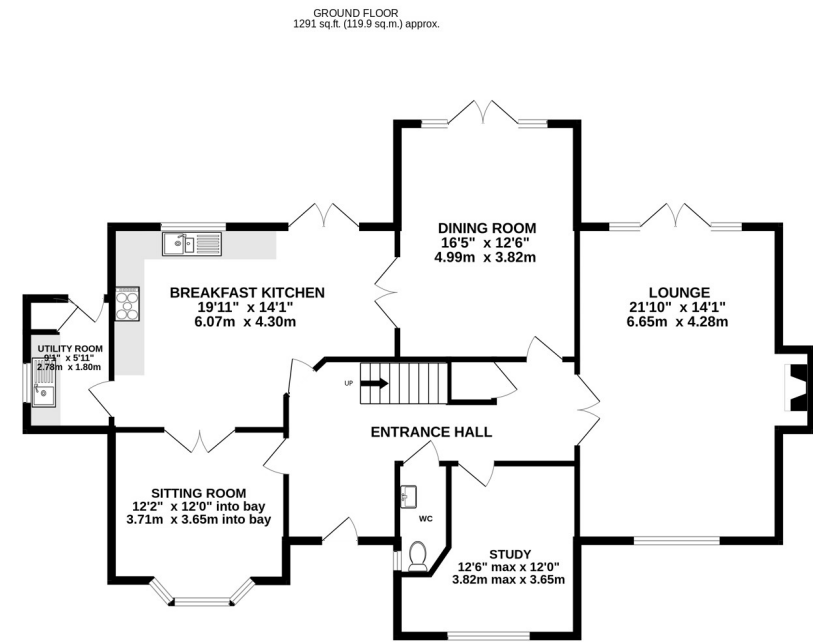 GROUND FLOOR
1291 sq.ft. (119.9 sq.m.) approx.
DINING ROOM
16'5" x 12'6"
4.99m x 3.82m
BREAKFAST KITCHEN
19'11" x 14'1"
6.07m x 4.30m
LOUNGE
21'10" x 14'1"
6.65m x 4.28m
UTILITY ROOM
9'1" x 5'11"
2.78m x 1.80m
UP
ENTRANCE HALL
SITTING ROOM
12'2" x 12'0" into bay
3.71m x 3.65m into bay
WC
STUDY
12'6" max x 12'0"
3.82m max x 3.65m